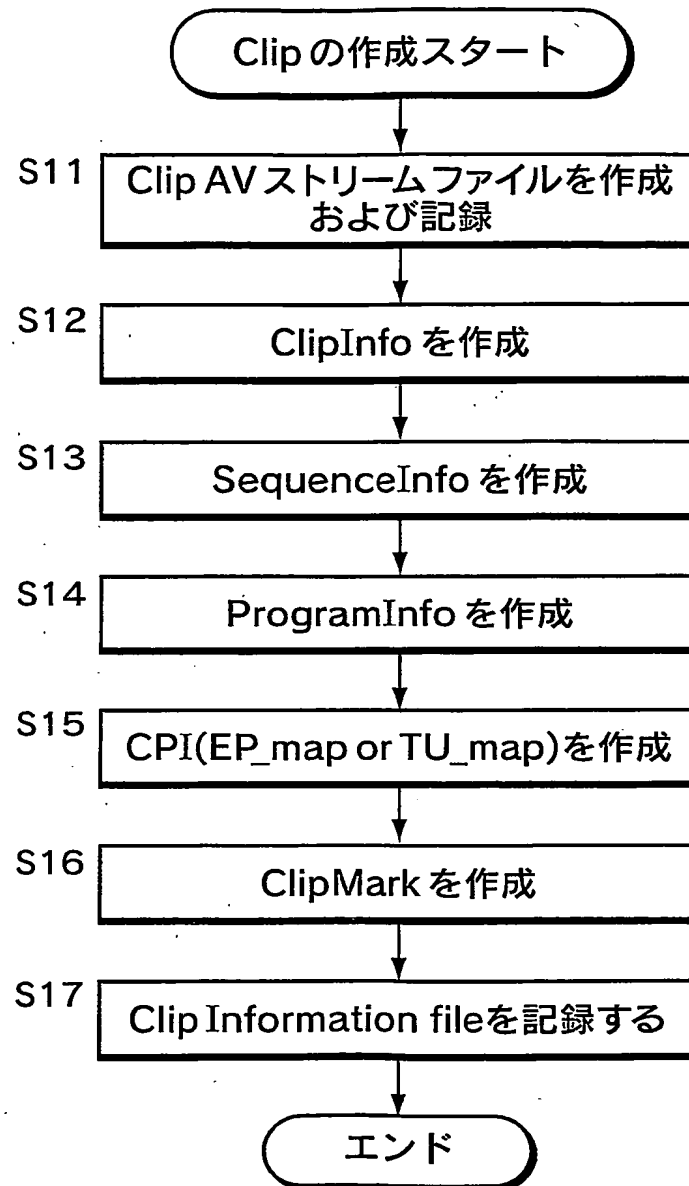 Clipの作成スタート
S11
Clip AVストリームファイルを作成
および記録
S12
ClipInfoを作成
S13
SequenceInfoを作成
S14
ProgramInfoを作成
S15
CPI(EP_map or TU_map)を作成
S16
ClipMarkを作成
S17
Clip Information fileを記録する
エンド